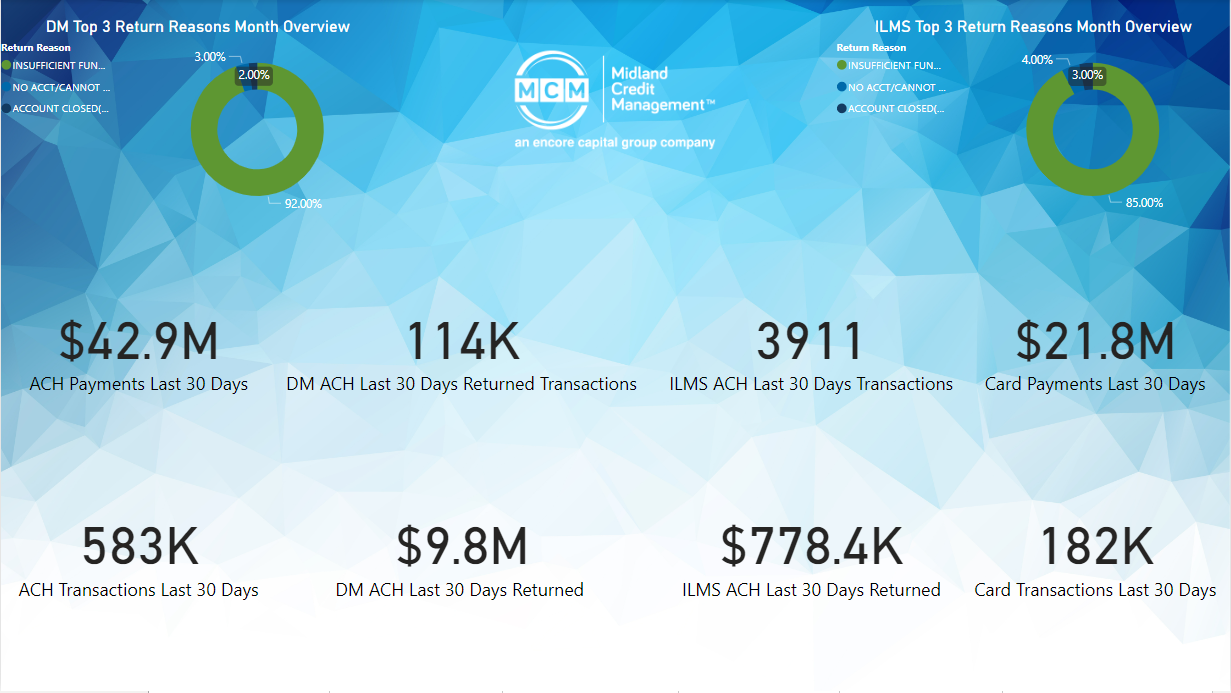 DM Top 3 Return Reasons Month Overview
Return Reason
INSUFFICIENT FUN...
NO ACCT/CANNOT ...
ACCOUNT CLOSED(...
3.00%
2.00%
92.00%
MCM
Midland
Credit
Management™
an encore capital group company
ILMS Top 3 Return Reasons Month Overview
Return Reason
INSUFFICIENT FUN...
NO ACCT/CANNOT ...
ACCOUNT CLOSED(...
4.00%
3.00%
85.00%
$42.9M
ACH Payments Last 30 Days
114K
DM ACH Last 30 Days Returned Transactions
3911
ILMS ACH Last 30 Days Transactions
$21.8M
Card Payments Last 30 Days
583K
ACH Transactions Last 30 Days
$9.8M
DM ACH Last 30 Days Returned
$778.4K
ILMS ACH Last 30 Days Returned
182K
Card Transactions Last 30 Days